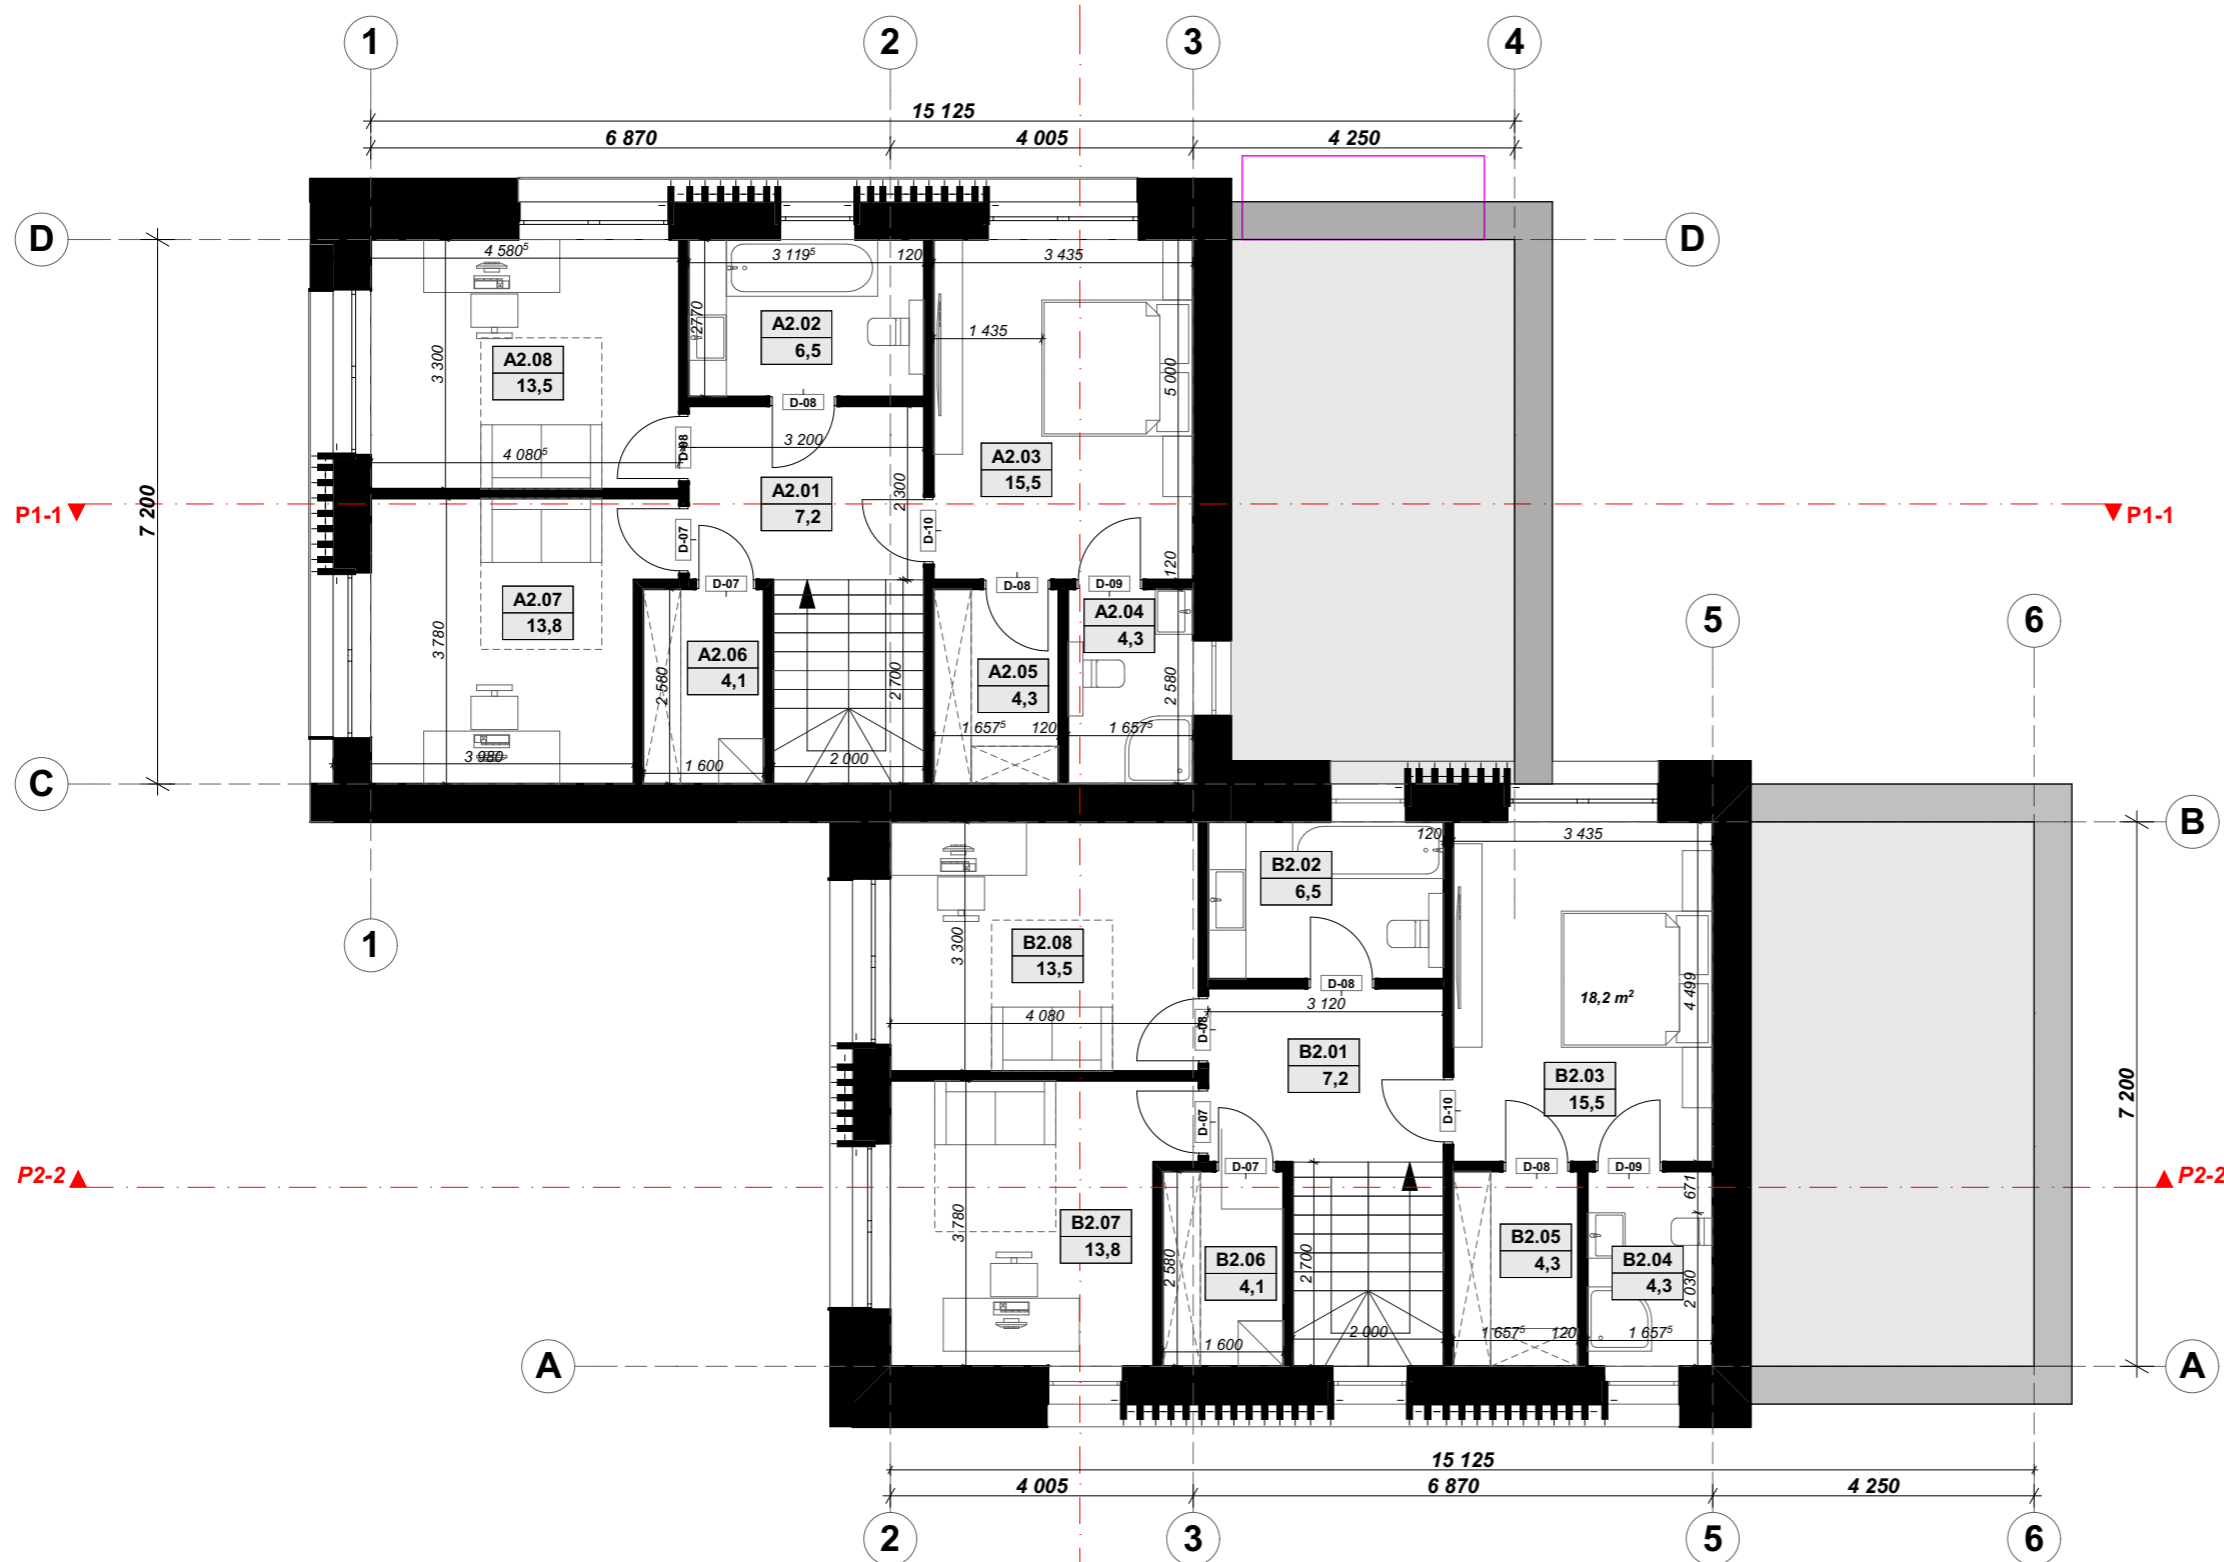 1 2 3 4
15 125
6 870 4 005 4 250
D D
4 580⁵ 3 119⁵ 120 3 435
2770
A2.02
6,5
1 435
A2.08
13,5
3 300
5 000
D-08
D-08
3 200
4 080⁵
A2.03
15,5
A2.01
7,2
2 300
7 200
P1-1 P1-1
D-07
D-10
120
D-07 D-08 D-09
A2.07
13,8
A2.04
4,3
3 780
A2.06
4,1
2 580
2 700
A2.05
4,3
2 580
1 657⁵ 120 1 657⁵
3 980 1 600 2 000
C
5 6
B
120 3 435
B2.02
6,5
1
B2.08
13,5
3 300
D-08
18,2 m²
4 499
4 080
D-08
3 120
B2.01
7,2
B2.03
15,5
7 200
D-07
D-10
D-07 D-08 D-09
P2-2 P2-2
671
B2.07
13,8
3 780
B2.06
4,1
2 580
2 700
B2.05
4,3
B2.04
4,3
2 030
1 600 2 000 1 657⁵ 120 1 657⁵
A A
15 125
4 005 6 870 4 250
2 3 5 6